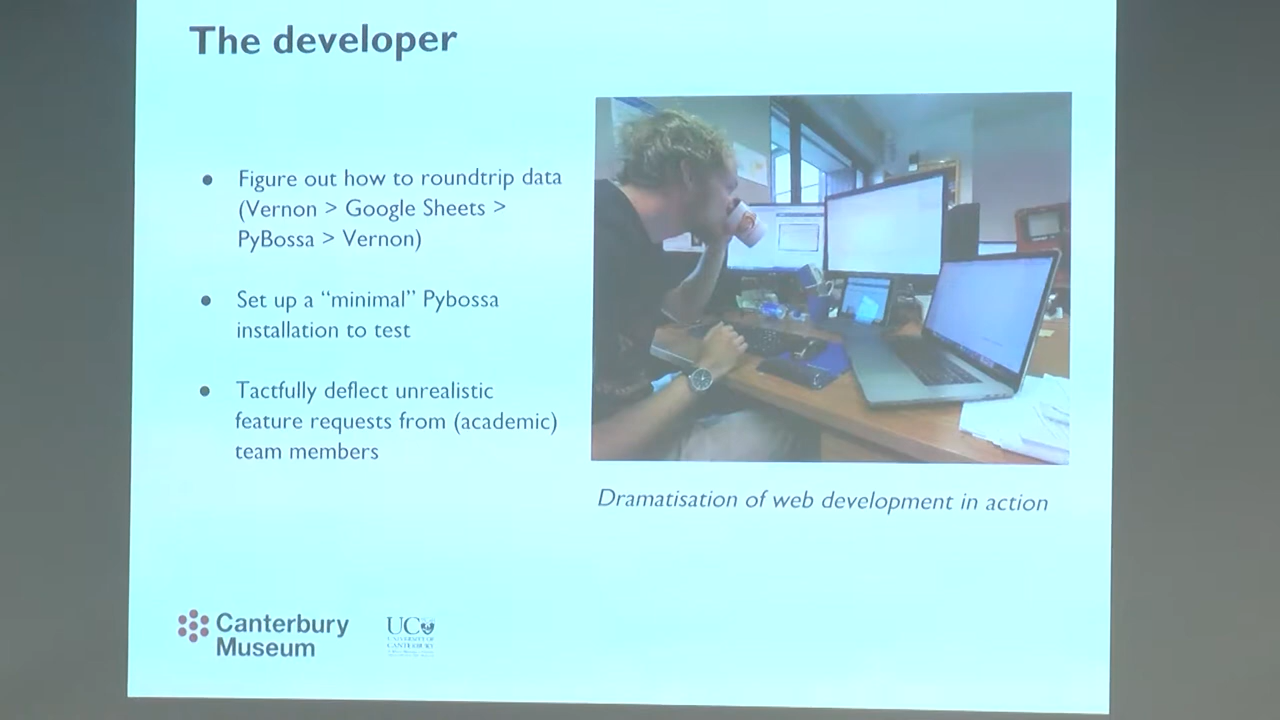 The developer
● Figure out how to roundtrip data
(Vernon > Google Sheets >
PyBossa > Vernon)
● Set up a “minimal” Pybossa
installation to test
● Tactfully deflect unrealistic
feature requests from (academic)
team members
Dramatisation of web development in action
Canterbury
Museum
UC
UNIVERSITY OF
CANTERBURY